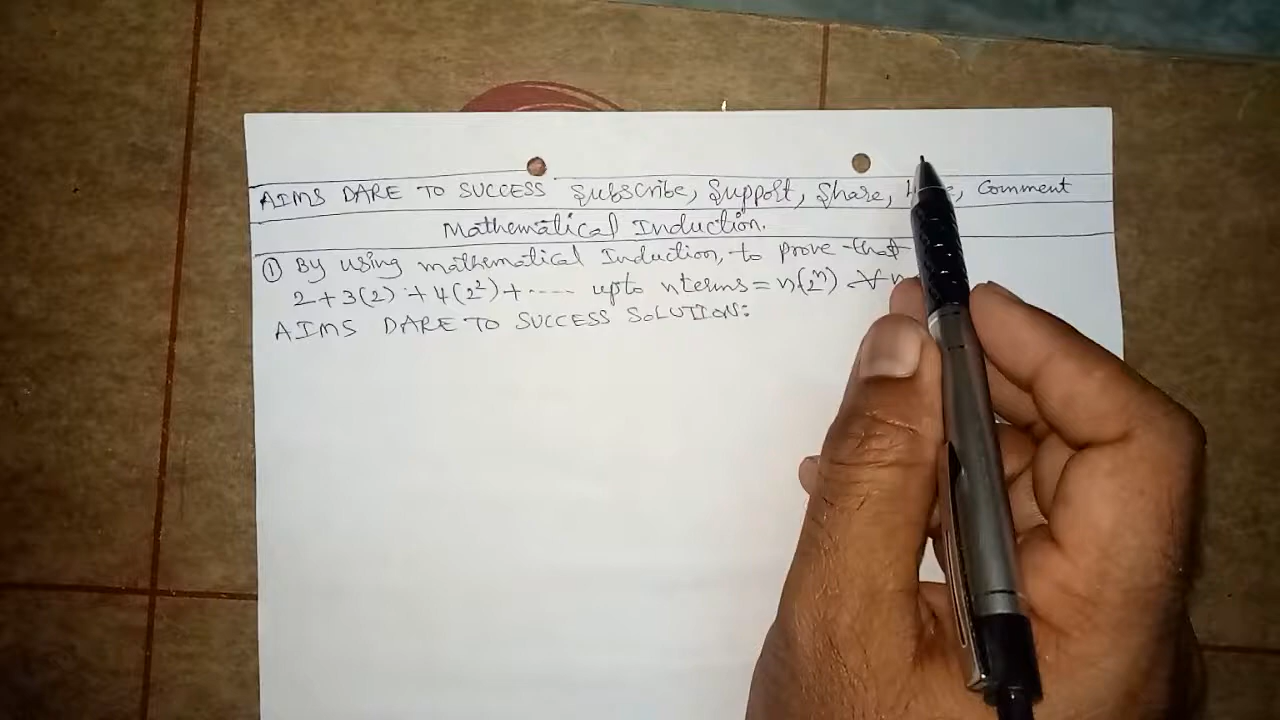 AIMS DARE TO SUCCESS Subscribe, Support, Share, Comment
Mathematical Induction.
① By using mathematical Induction, to prove that
2+3(2)+4(2²)+..... upto n terms = n(2ⁿ) ∀ n
AIMS DARE TO SUCCESS SOLUTION: